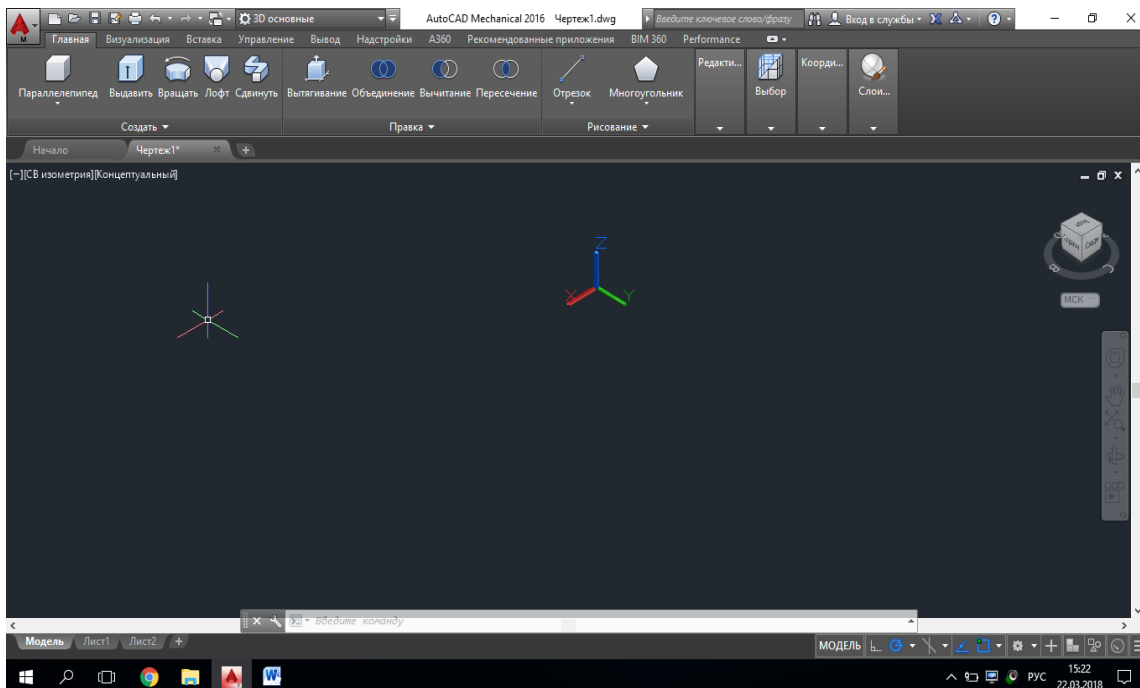 3D основные
AutoCAD Mechanical 2016 Чертеж1.dwg
Введите ключевое слово/фразу
Вход в службы
M
Главная Визуализация Вставка Управление Вывод Надстройки A360 Рекомендованные приложения BIM 360 Performance
Параллелепипед Выдавить Вращать Лофт Сдвинуть Вытягивание Объединение Вычитание Пересечение Отрезок Многоугольник Редакти... Выбор Коорди... Слои...
Создать Правка Рисование
Начало Чертеж1* +
[−][СВ изометрия][Концептуальный]
Z
X Y
МСК
Введите команду
Модель Лист1 Лист2 +
МОДЕЛЬ
РУС 15:22
22.03.2018